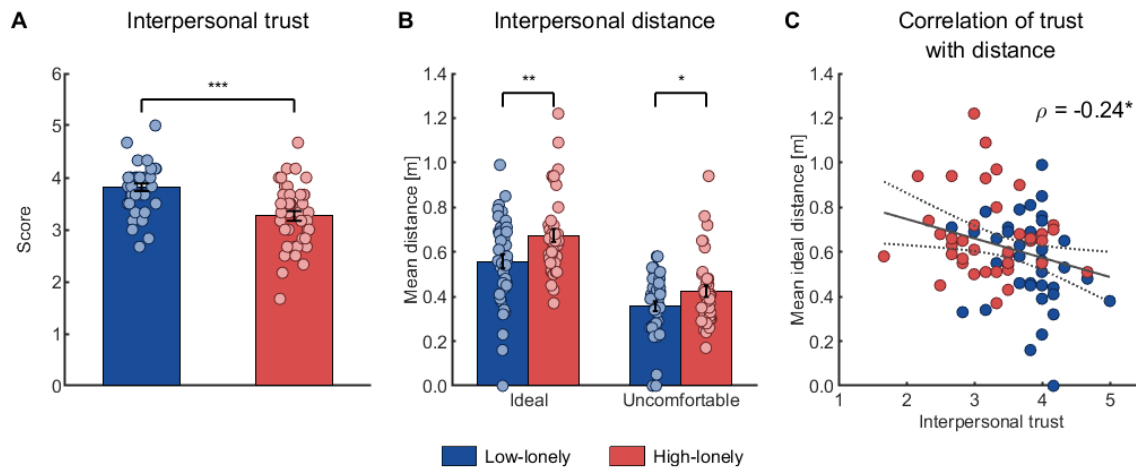 A
Interpersonal trust
6
5
4
3
2
1
0
Score
***
B
Interpersonal distance
1.4
1.2
1.0
0.8
0.6
0.4
0.2
0.0
Mean distance [m]
**
*
Ideal
Uncomfortable
C
Correlation of trust
with distance
1.4
1.2
1.0
0.8
0.6
0.4
0.2
0.0
Mean ideal distance [m]
ρ = -0.24*
1 2 3 4 5
Interpersonal trust
Low-lonely
High-lonely